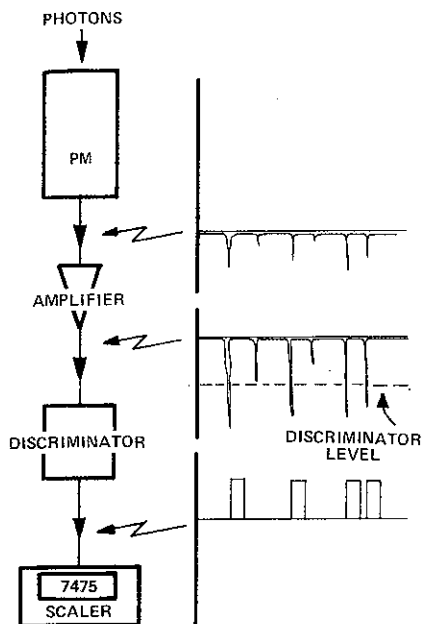 PHOTONS
PM
AMPLIFIER
DISCRIMINATOR
LEVEL
DISCRIMINATOR
7475
SCALER